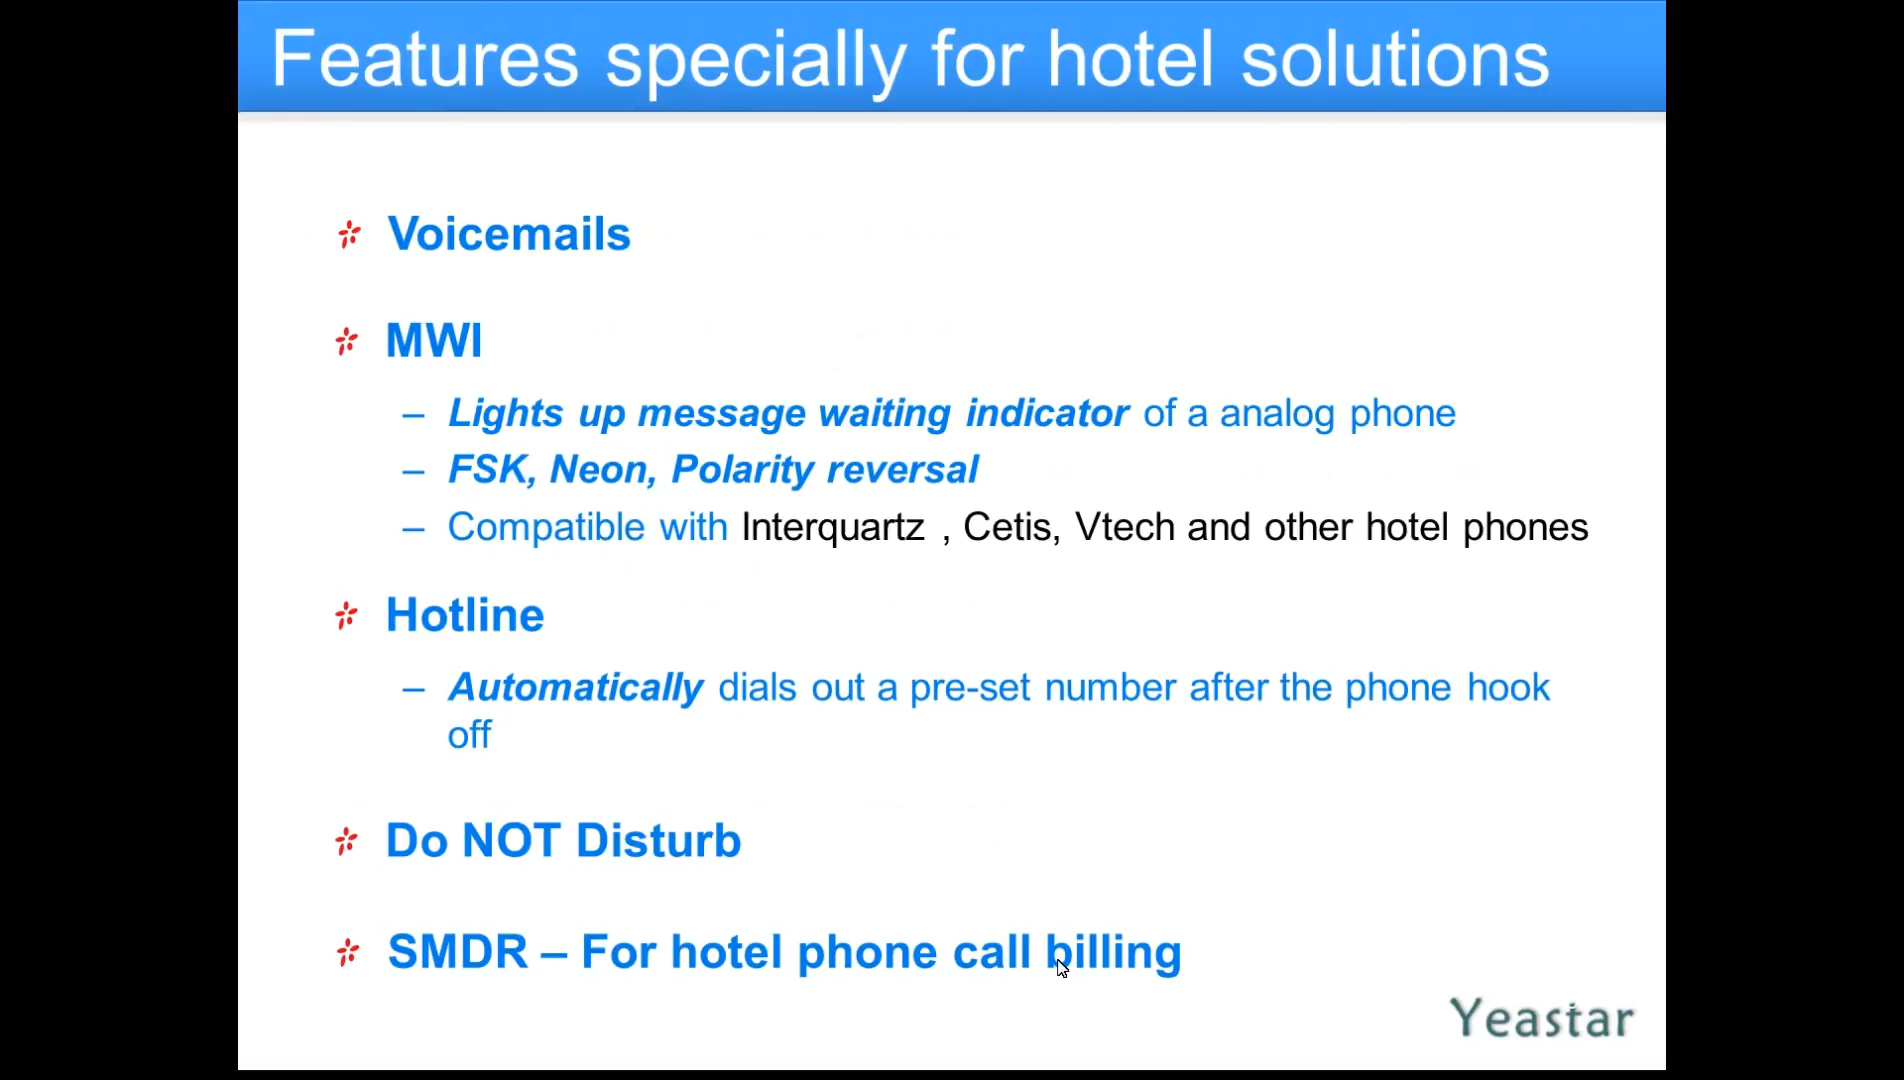 Features specially for hotel solutions
Voicemails
MWI
– Lights up message waiting indicator of a analog phone
– FSK, Neon, Polarity reversal
– Compatible with Interquartz , Cetis, Vtech and other hotel phones
Hotline
– Automatically dials out a pre-set number after the phone hook
off
Do NOT Disturb
SMDR – For hotel phone call billing
Yeastar